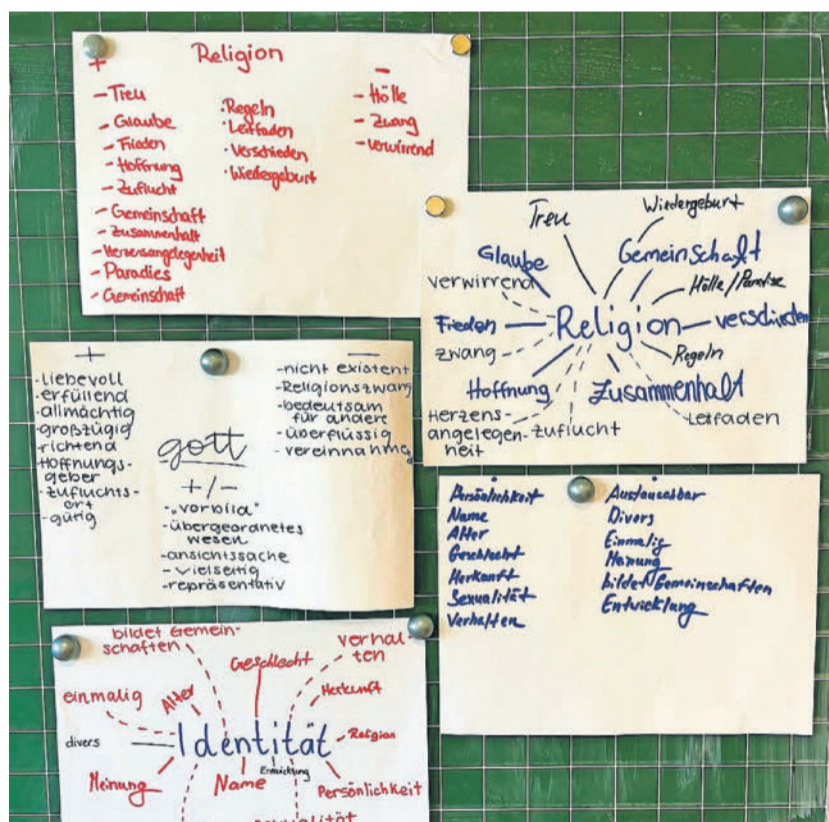 Religion
+
- Treu
- Glaube
- Frieden
- Hoffnung
- Zuflucht
- Gemeinschaft
- Zusammenhalt
- Herzensangelegenheit
- Paradies
- Gemeinschaft
• Regeln
• Leitfaden
• Verschieden
• Wiedergeburt
-
- Hölle
- Zwang
- vorwirrend
Treu
Wiedergeburt
Glaube
Gemeinschaft
verwirrend
Hölle / Paradise
Frieden
Religion
verschieden
zwang
Regeln
Hoffnung
Zusammenhalt
Herzens-
angelegen-
heit
zuflucht
Leitfaden
+
-liebevoll
-erfüllend
-allmächtig
-großzügig
-richtend
-Hoffnungs-
geber
-zufluchts-
ort
-gütig
gott
+/-
-„vorbild"
-übergeordnetes
wesen
-ansichtssache
-vielseitig
-repräsentativ
-
-nicht existent
-Religionszwang
-bedeutsam
für andere
-überflüssig
-vereinnahmend
Persönlichkeit
Name
Alter
Geschlecht
Herkunft
Sexualität
Verhalten
Divers
Einmalig
Meinung
bildet Gemeinschaften
Entwicklung
bildet Gemein-
schaften
Geschlecht
verhal-
ten
einmalig
Alter
Herkunft
divers
Identität
Religion
Entwicklung
Meinung
Name
Persönlichkeit